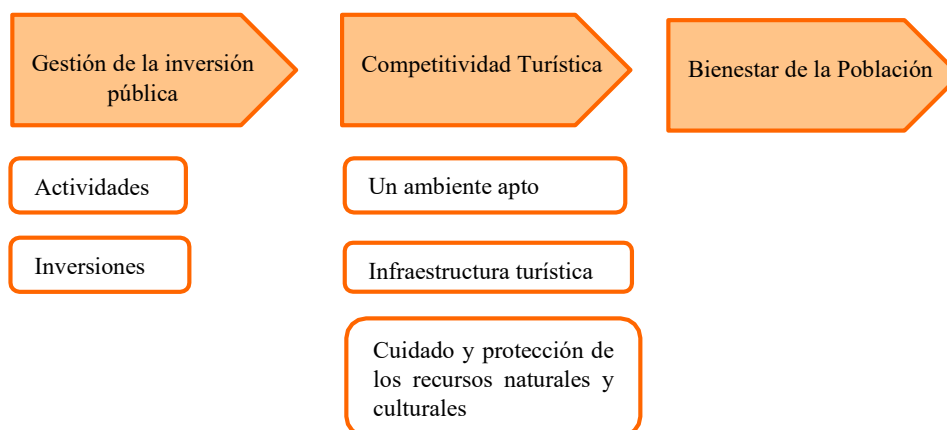 Gestión de la inversión
pública
Competitividad Turística
Bienestar de la Población
Actividades
Un ambiente apto
Inversiones
Infraestructura turística
Cuidado y protección de
los recursos naturales y
culturales